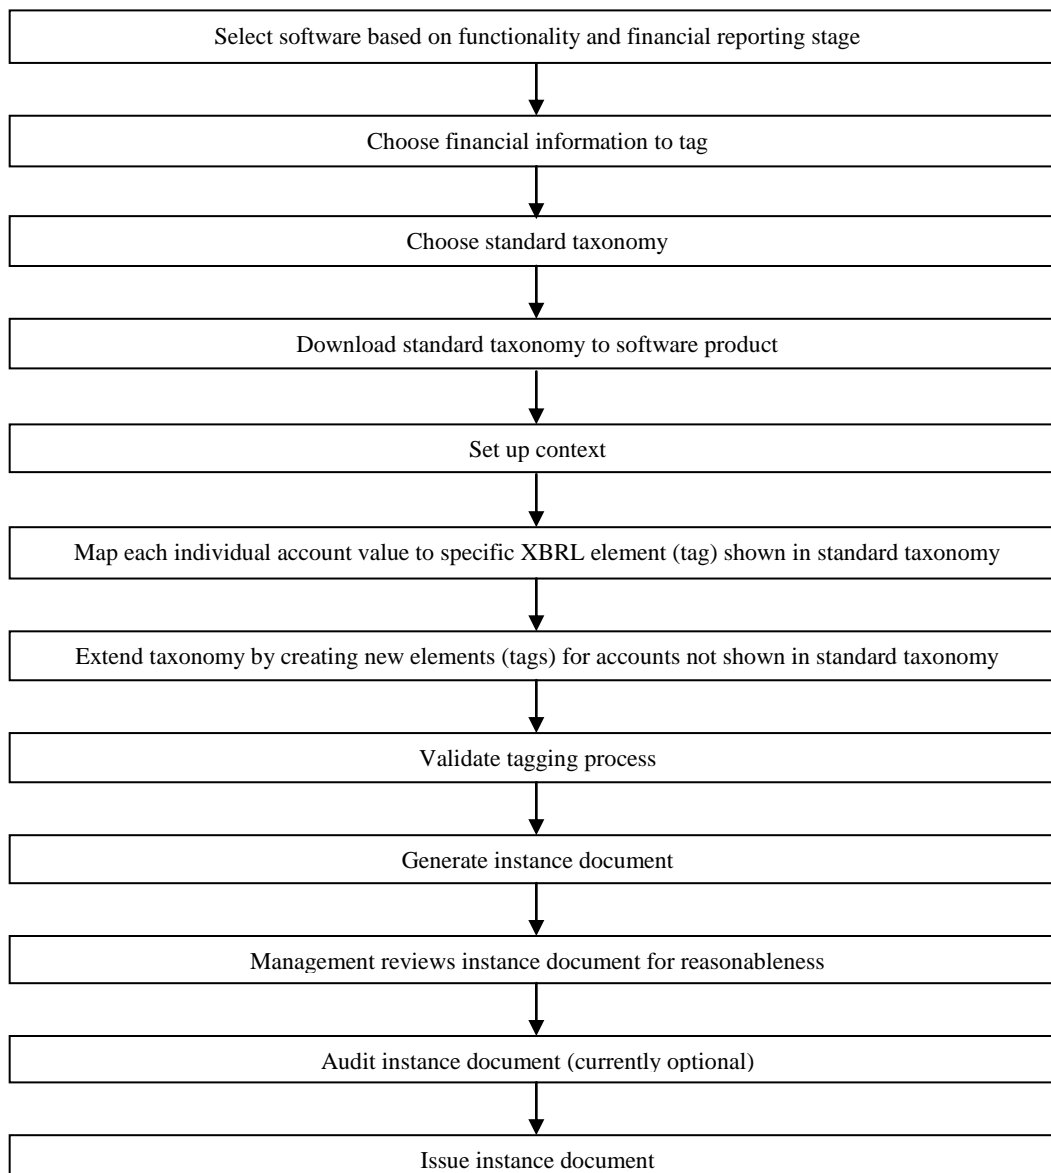 Select software based on functionality and financial reporting stage
Choose financial information to tag
Choose standard taxonomy
Download standard taxonomy to software product
Set up context
Map each individual account value to specific XBRL element (tag) shown in standard taxonomy
Extend taxonomy by creating new elements (tags) for accounts not shown in standard taxonomy
Validate tagging process
Generate instance document
Management reviews instance document for reasonableness
Audit instance document (currently optional)
Issue instance document